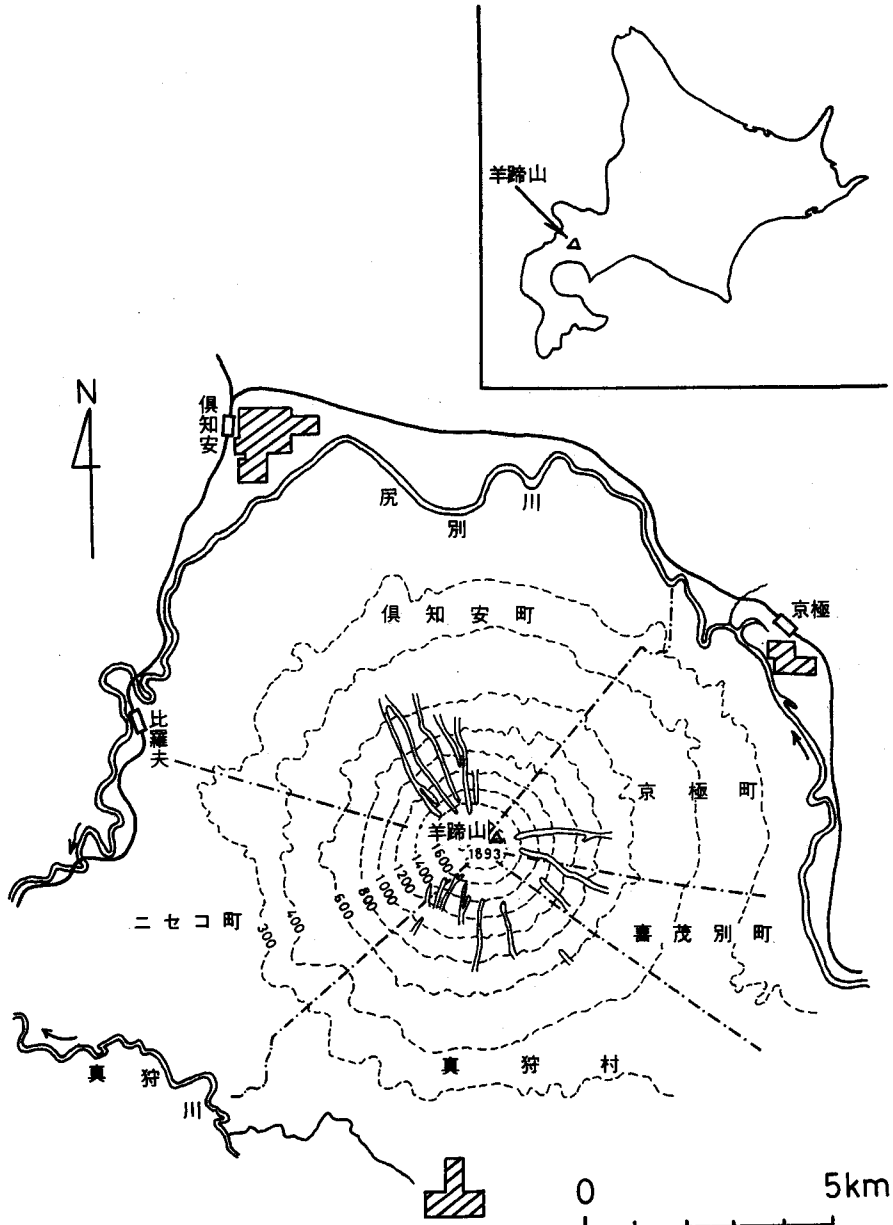 羊蹄山
N
倶知安
尻別川
倶知安町
京極
比羅夫
京極町
羊蹄山
1893
1600
1400
1200
1000
800
600
400
300
ニセコ町
喜茂別町
真狩村
真狩川
0 5km